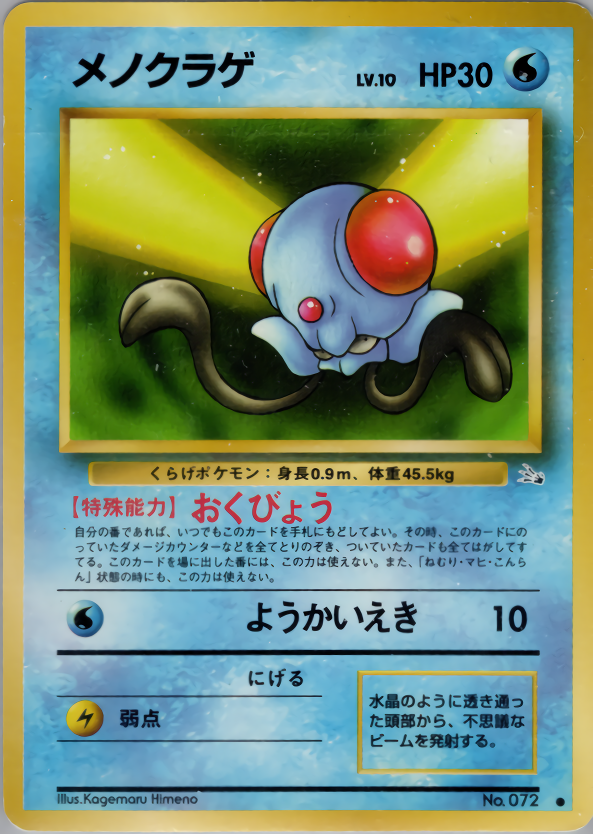 メノクラゲ LV.10 HP30
くらげポケモン：身長0.9m、体重45.5kg
【特殊能力】おくびょう
自分の番であれば、いつでもこのカードを手札にもどしてよい。その時、このカードにの
っていたダメージカウンターなどを全てとりのぞき、ついていたカードも全てはがしてす
てる。このカードを場に出した番には、この力は使えない。また、「ねむり・マヒ・こんら
ん」状態の時にも、この力は使えない。
ようかいえき 10
にげる
弱点
水晶のように透き通っ
た頭部から、不思議な
ビームを発射する。
Illus.Kagemaru Himeno No.072